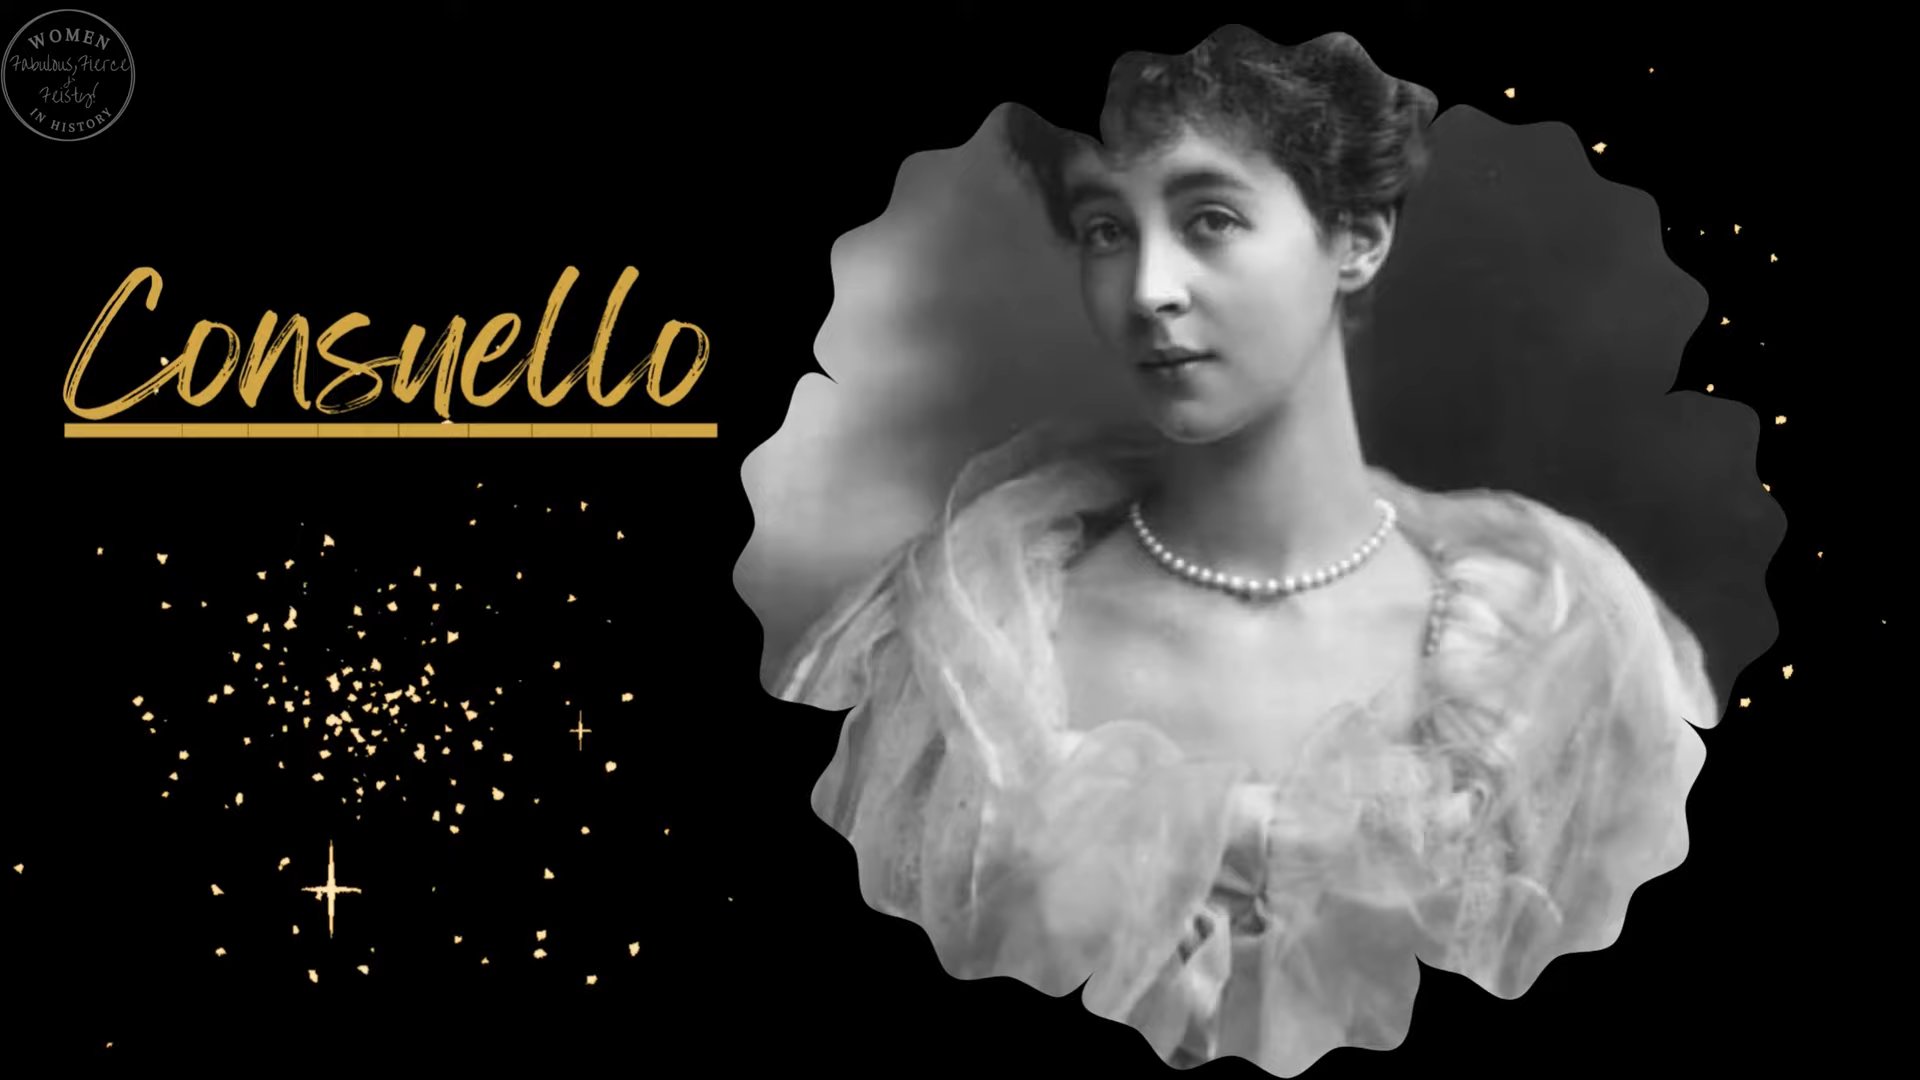 WOMEN
Fabulous, Fierce
&
Feisty!
IN HISTORY
Consuello